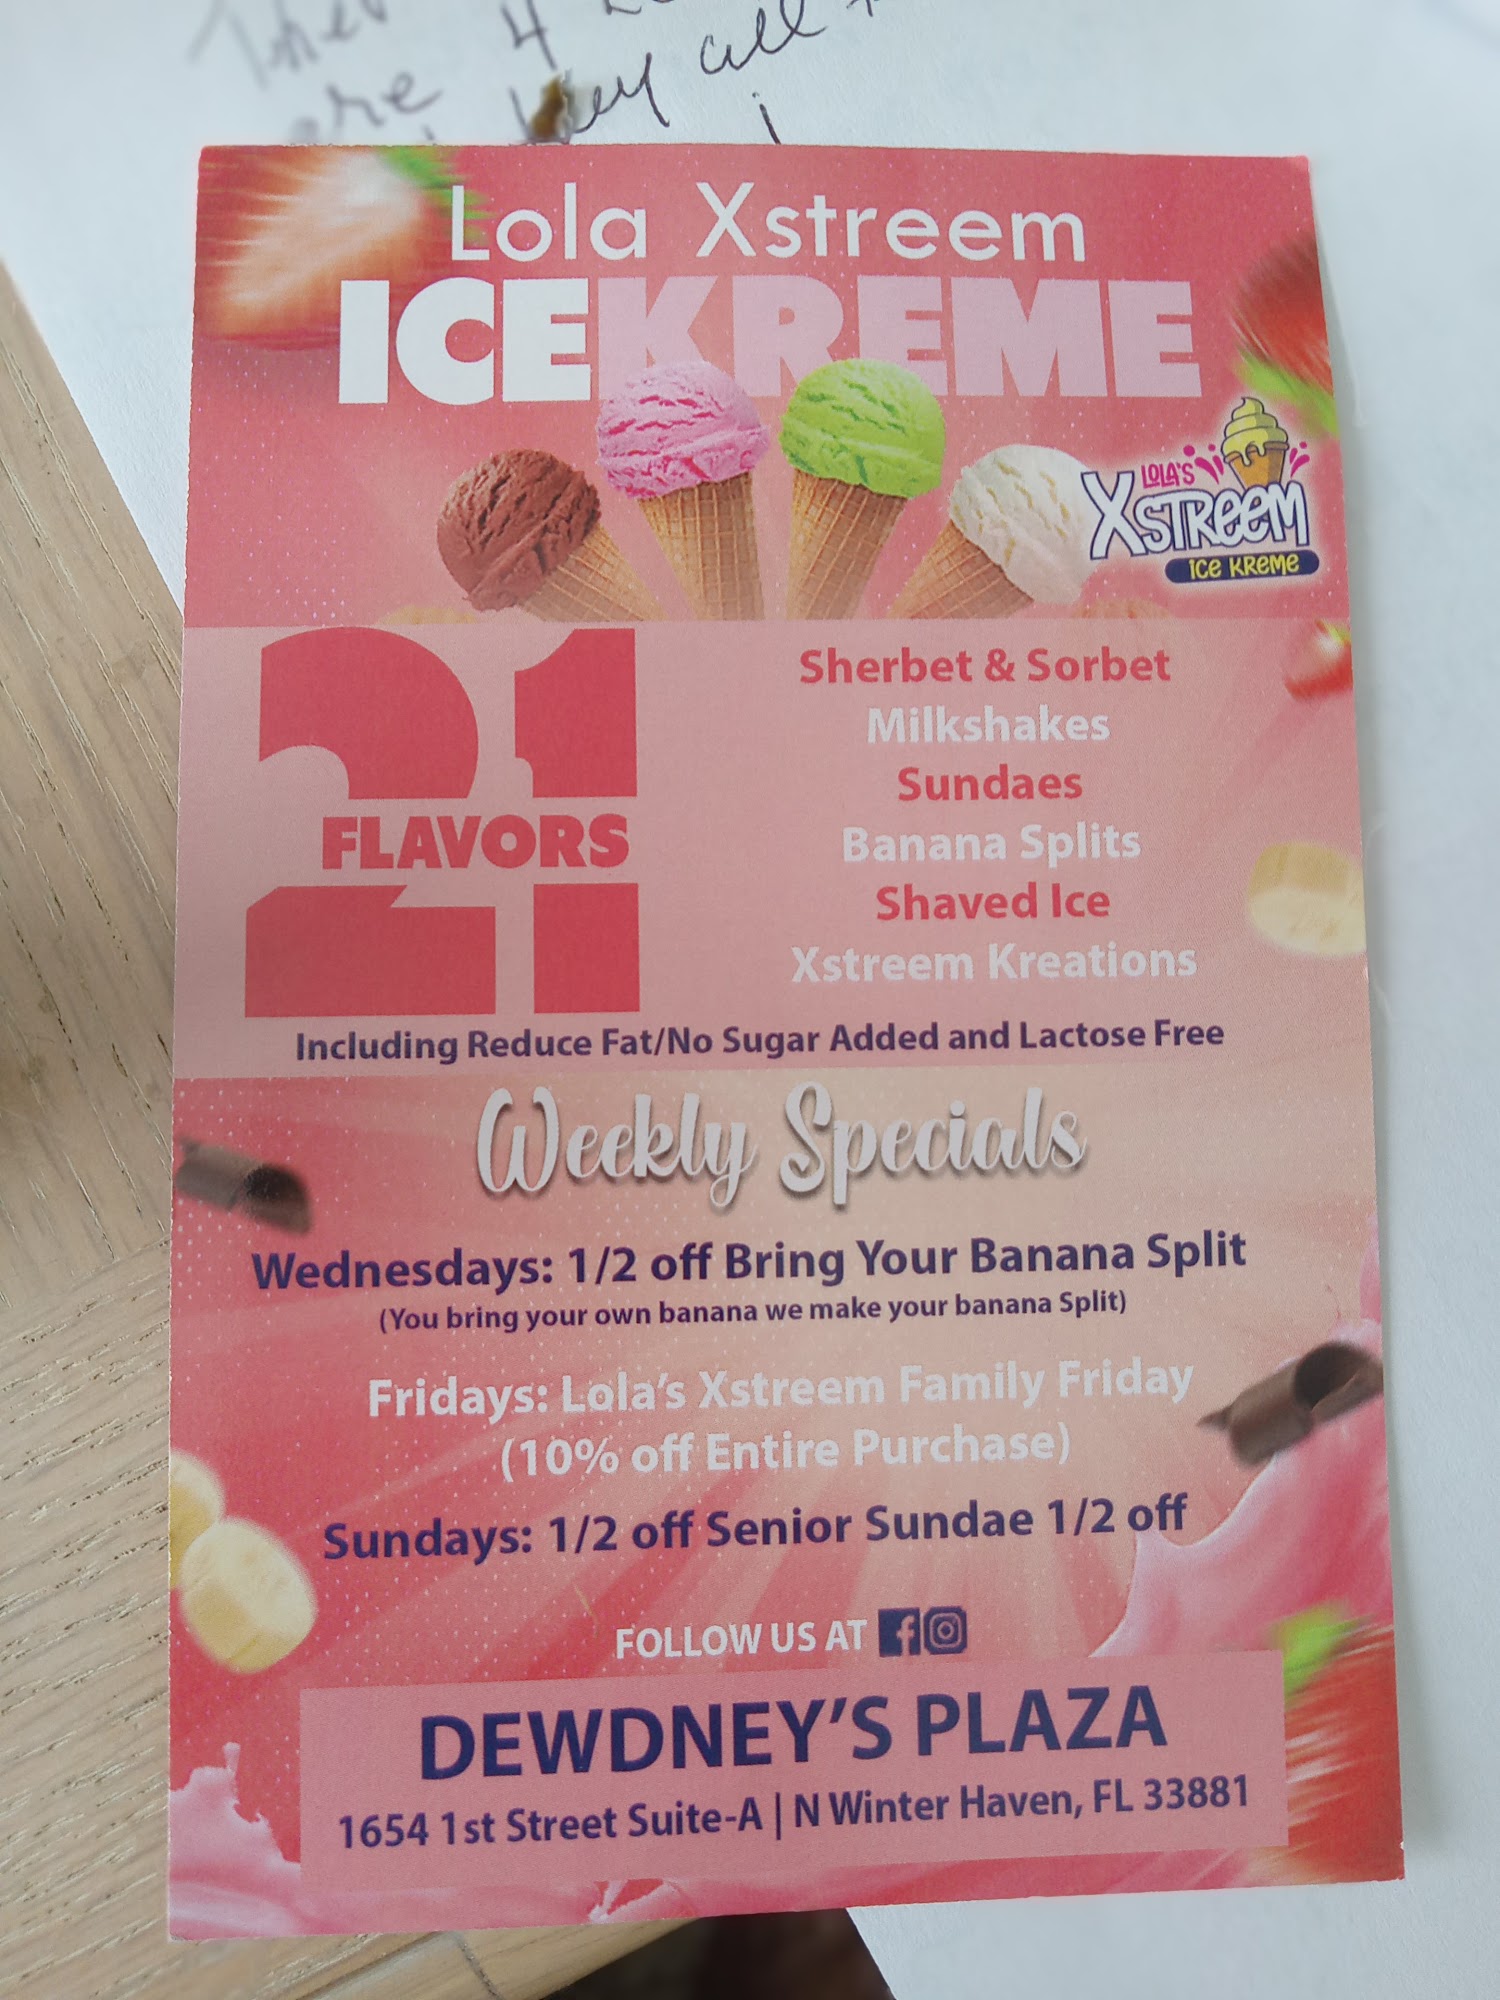 are 4
they all
Lola Xstreem
ICEKREME
LOLA'S
XSTREEM
ICE KREME
21
FLAVORS
Sherbet & Sorbet
Milkshakes
Sundaes
Banana Splits
Shaved Ice
Xstreem Kreations
Including Reduce Fat/No Sugar Added and Lactose Free
Weekly Specials
Wednesdays: 1/2 off Bring Your Banana Split
(You bring your own banana we make your banana Split)
Fridays: Lola's Xstreem Family Friday
(10% off Entire Purchase)
Sundays: 1/2 off Senior Sundae 1/2 off
FOLLOW US AT
DEWDNEY'S PLAZA
1654 1st Street Suite-A | N Winter Haven, FL 33881